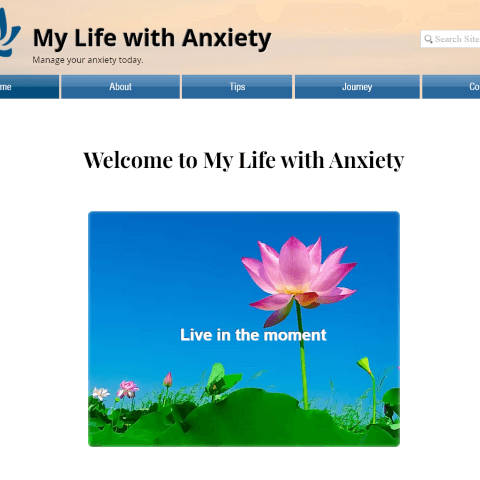 My Life with Anxiety
Manage your anxiety today.
Search Site
me
About
Tips
Journey
Co
Welcome to My Life with Anxiety
Live in the moment